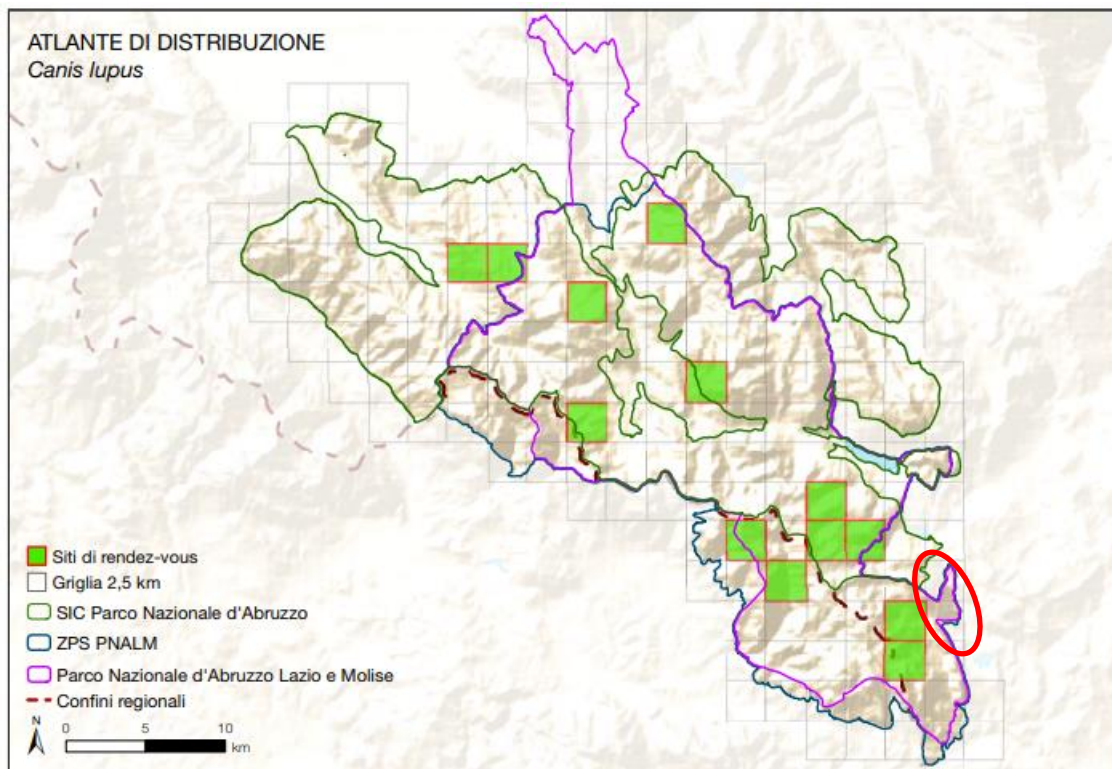 ATLANTE DI DISTRIBUZIONE
Canis lupus
Siti di rendez-vous
Griglia 2,5 km
SIC Parco Nazionale d'Abruzzo
ZPS PNALM
Parco Nazionale d'Abruzzo Lazio e Molise
Confini regionali
N
0 5 10
km